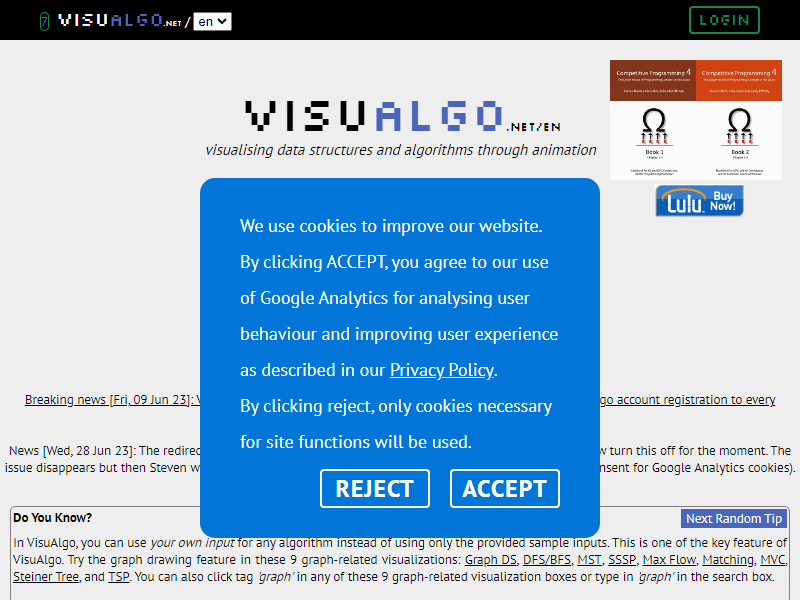 7 VISUALGO.NET / en LOGIN
Competitive Programming 4 Competitive Programming 4
Book 1 Book 2
VISUALGO.NET/EN
visualising data structures and algorithms through animation
Lulu Buy Now!
We use cookies to improve our website.
By clicking ACCEPT, you agree to our use
of Google Analytics for analysing user
behaviour and improving user experience
as described in our Privacy Policy.
By clicking reject, only cookies necessary
for site functions will be used.
REJECT ACCEPT
Breaking news [Fri, 09 Jun 23]: go account registration to every
News [Wed, 28 Jun 23]: The redirec turn this off for the moment. The
issue disappears but then Steven w nsent for Google Analytics cookies).
Do You Know? Next Random Tip
In VisuAlgo, you can use your own input for any algorithm instead of using only the provided sample inputs. This is one of the key feature of
VisuAlgo. Try the graph drawing feature in these 9 graph-related visualizations: Graph DS, DFS/BFS, MST, SSSP, Max Flow, Matching, MVC,
Steiner Tree, and TSP. You can also click tag 'graph' in any of these 9 graph-related visualization boxes or type in 'graph' in the search box.